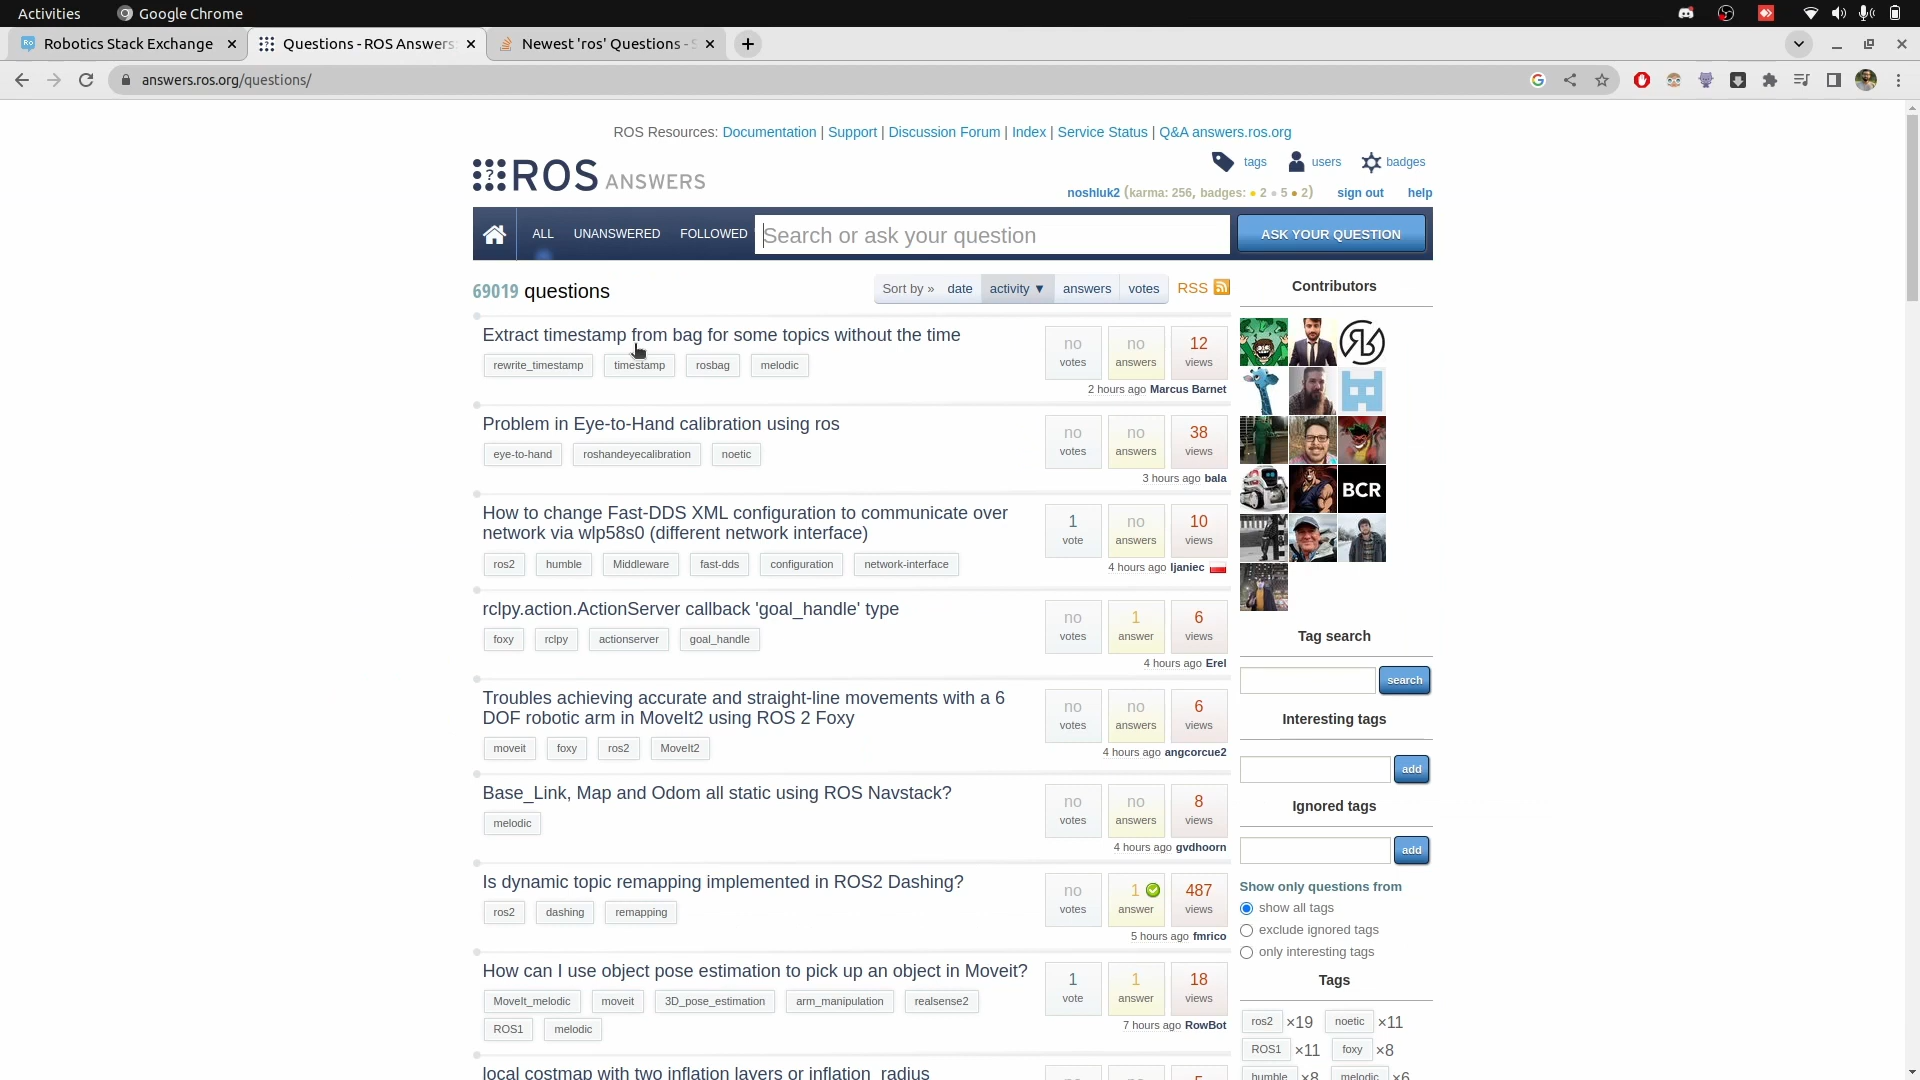 Activities Google Chrome
Robotics Stack Exchange Questions - ROS Answers: Newest 'ros' Questions - S
answers.ros.org/questions/
ROS Resources: Documentation | Support | Discussion Forum | Index | Service Status | Q&A answers.ros.org
tags users badges
ROS ANSWERS
noshluk2 (karma: 256, badges: 2 5 2) sign out help
ALL UNANSWERED FOLLOWED Search or ask your question ASK YOUR QUESTION
69019 questions
Sort by » date activity ▼ answers votes RSS
Extract timestamp from bag for some topics without the time
rewrite_timestamp timestamp rosbag melodic
no votes no answers 12 views
2 hours ago Marcus Barnet
Problem in Eye-to-Hand calibration using ros
eye-to-hand roshandeyecalibration noetic
no votes no answers 38 views
3 hours ago bala
How to change Fast-DDS XML configuration to communicate over
network via wlp58s0 (different network interface)
ros2 humble Middleware fast-dds configuration network-interface
1 vote no answers 10 views
4 hours ago ljaniec
rclpy.action.ActionServer callback 'goal_handle' type
foxy rclpy actionserver goal_handle
no votes 1 answer 6 views
4 hours ago Erel
Troubles achieving accurate and straight-line movements with a 6
DOF robotic arm in MoveIt2 using ROS 2 Foxy
moveit foxy ros2 MoveIt2
no votes no answers 6 views
4 hours ago angcorcue2
Base_Link, Map and Odom all static using ROS Navstack?
melodic
no votes no answers 8 views
4 hours ago gvdhoorn
Is dynamic topic remapping implemented in ROS2 Dashing?
ros2 dashing remapping
no votes 1 answer 487 views
5 hours ago fmrico
How can I use object pose estimation to pick up an object in Moveit?
MoveIt_melodic moveit 3D_pose_estimation arm_manipulation realsense2
ROS1 melodic
1 vote 1 answer 18 views
7 hours ago RowBot
local costmap with two inflation layers or inflation_radius
Contributors
BCR
Tag search
search
Interesting tags
add
Ignored tags
add
Show only questions from
show all tags
exclude ignored tags
only interesting tags
Tags
ros2 ×19 noetic ×11
ROS1 ×11 foxy ×8
humble ×8 melodic ×6